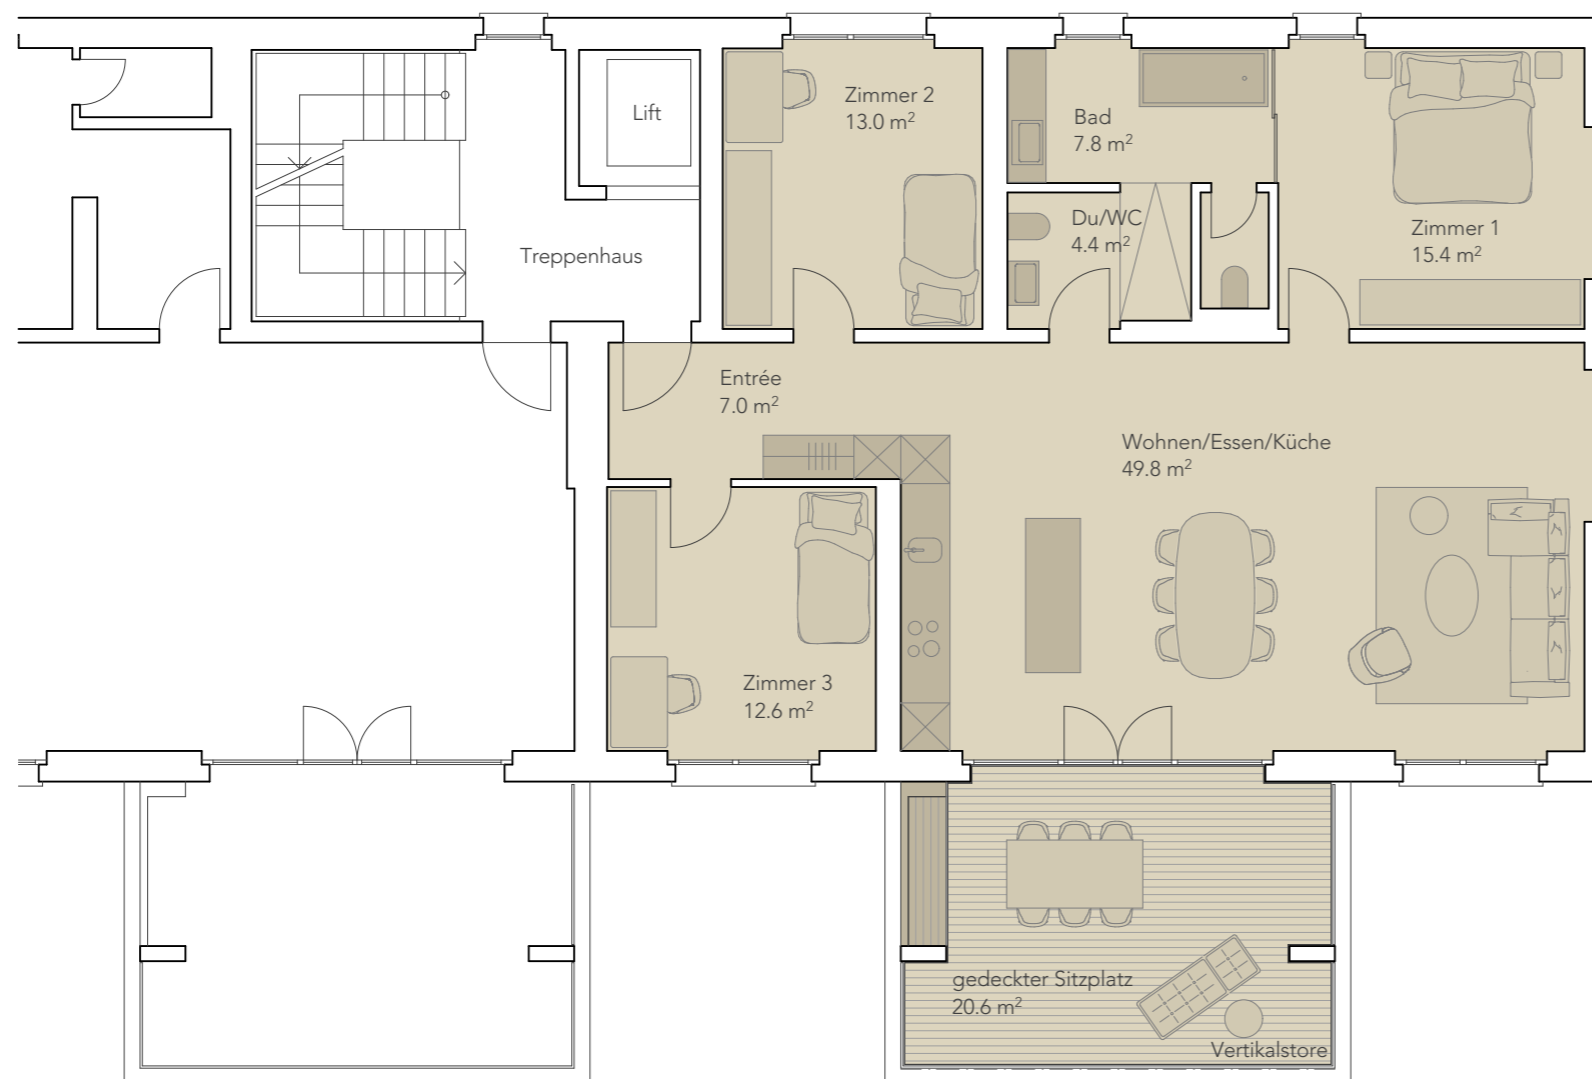 Lift
Zimmer 2
13.0 m²
Bad
7.8 m²
Du/WC
4.4 m²
Zimmer 1
15.4 m²
Treppenhaus
Entrée
7.0 m²
Wohnen/Essen/Küche
49.8 m²
Zimmer 3
12.6 m²
gedeckter Sitzplatz
20.6 m²
Vertikalstore